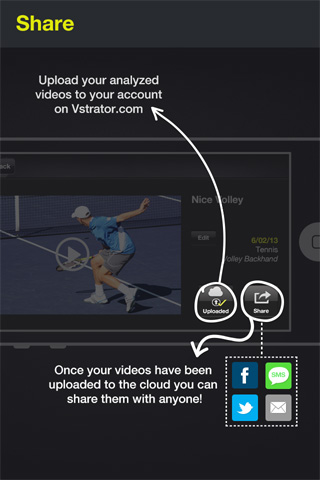 Share
Upload your analyzed
videos to your account
on Vstrator.com
ck
Nice Volley
Edit
6/02/13
Tennis
Volley Backhand
Uploaded
Share
Once your videos have been
uploaded to the cloud you can
share them with anyone!
f
SMS